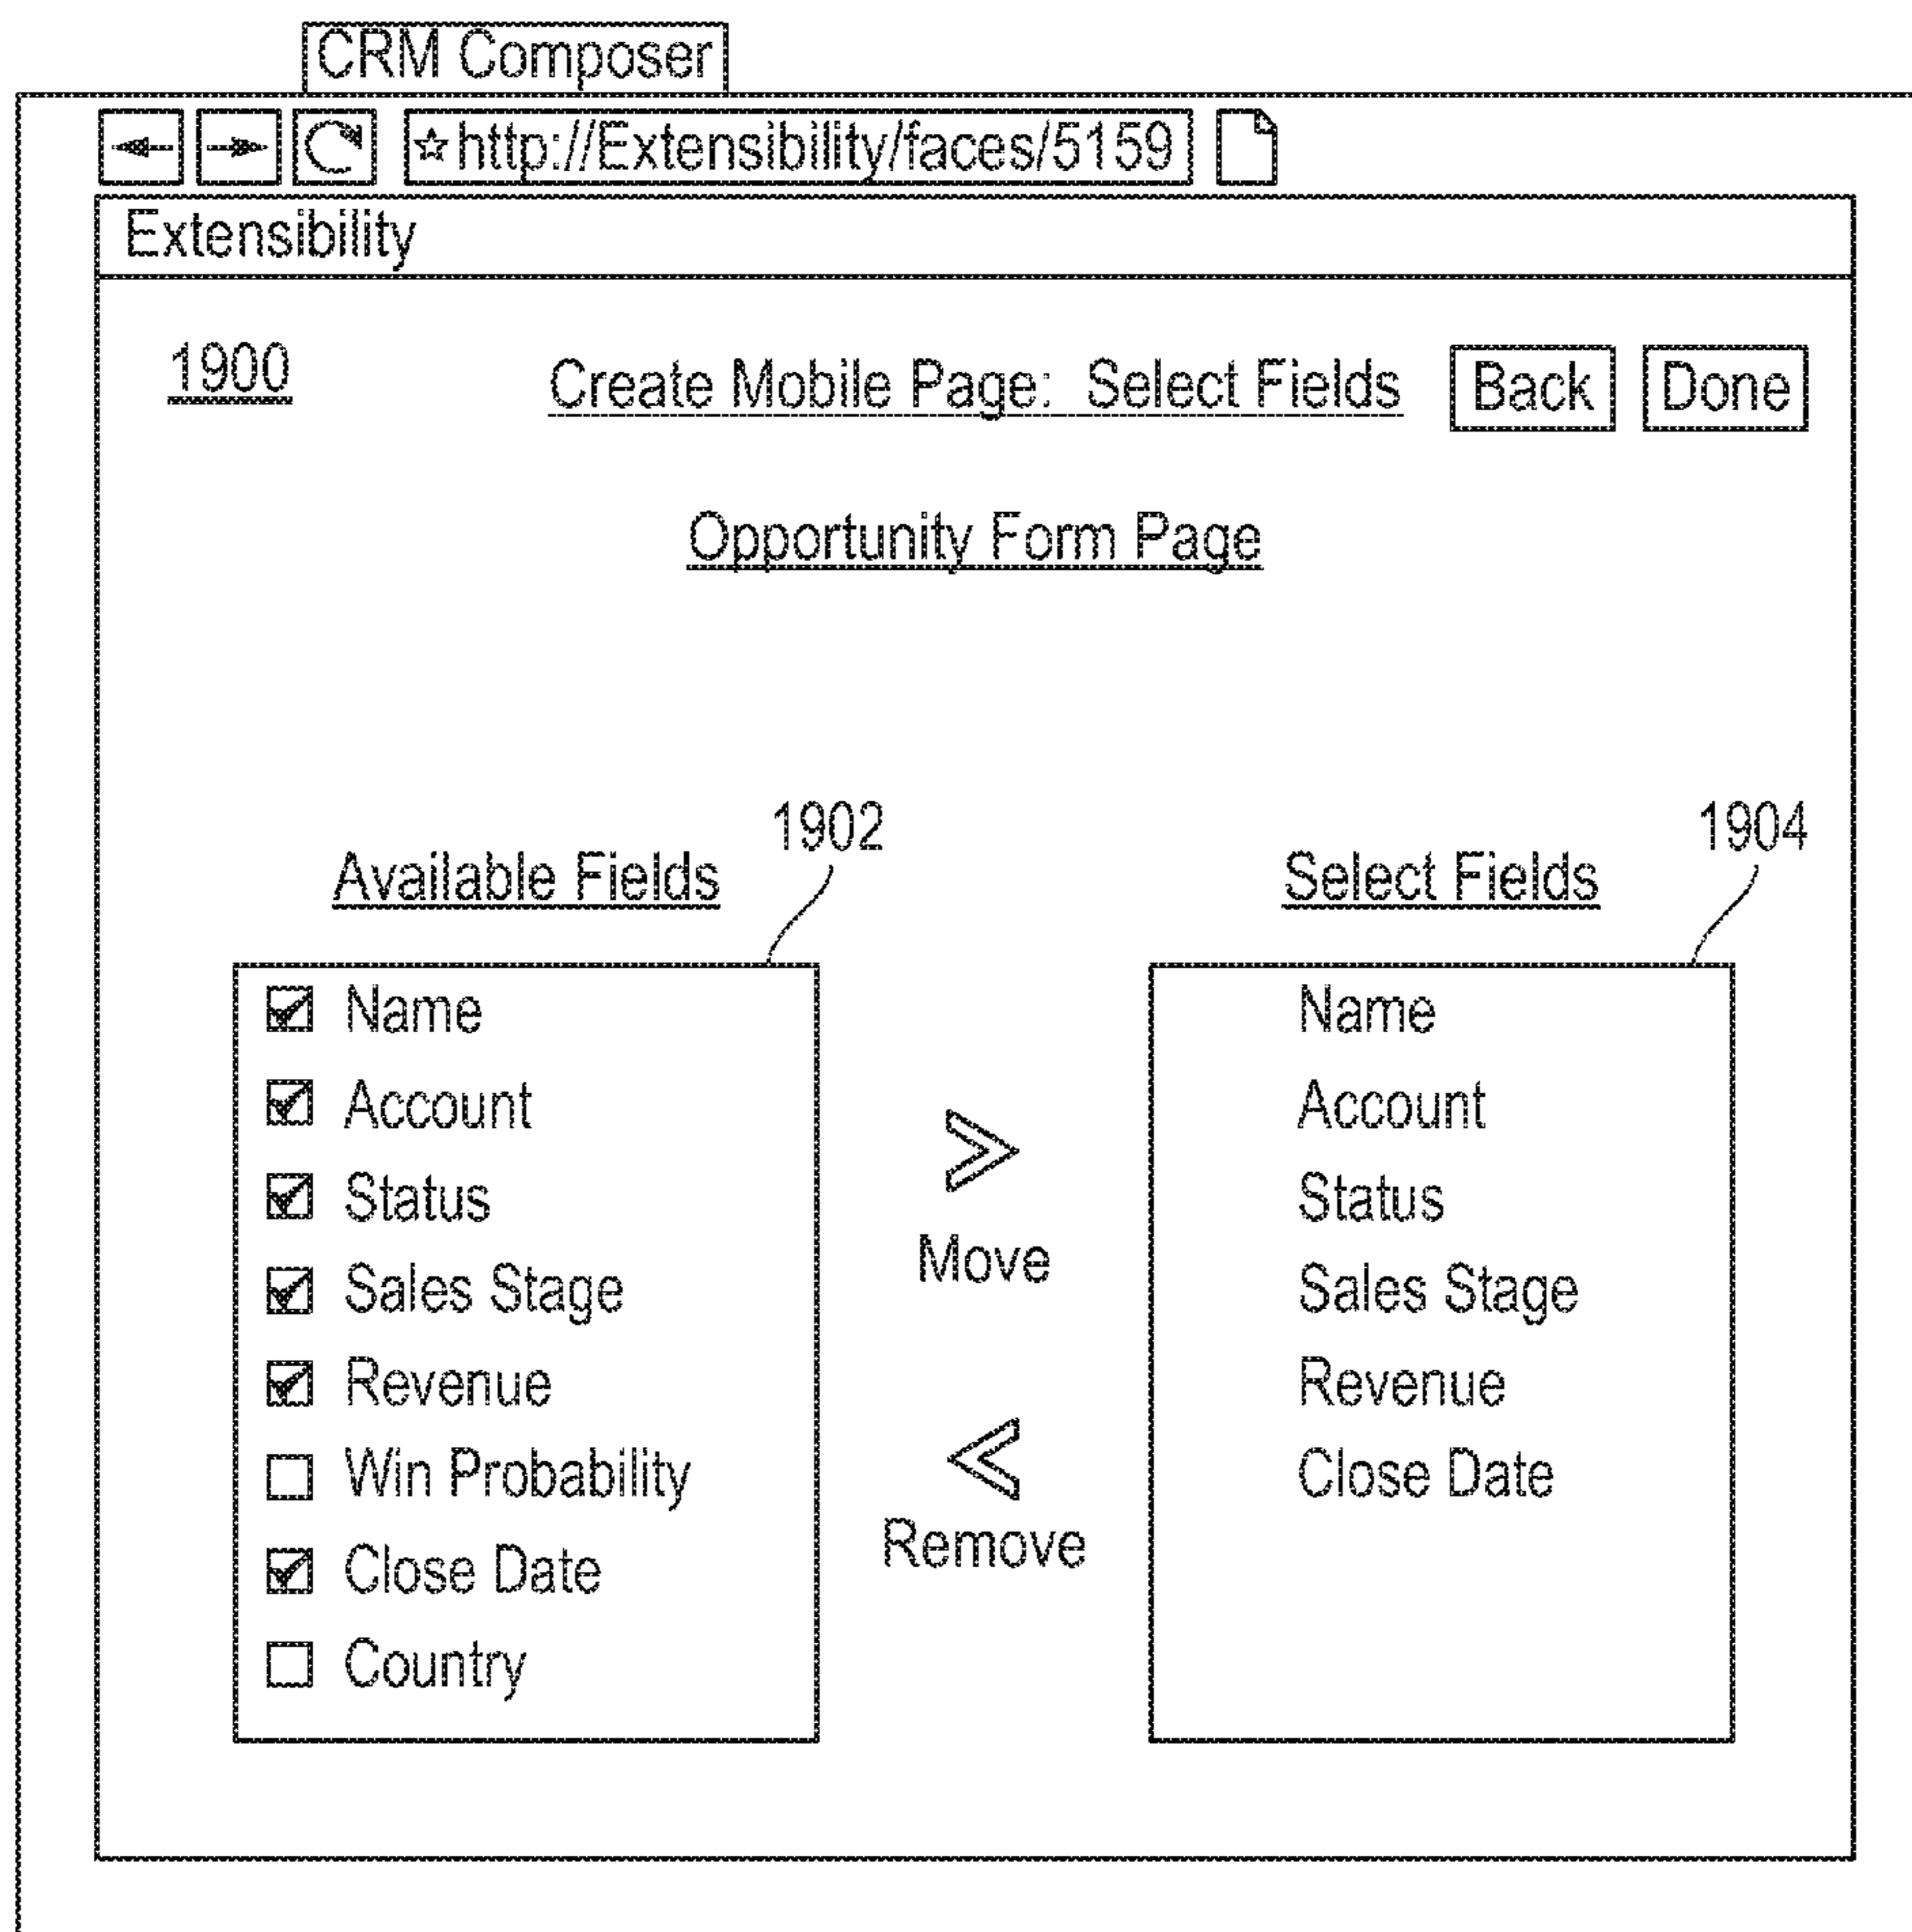 CRM Composer
http://Extensibility/faces/5159
Extensibility
1900 Create Mobile Page: Select Fields Back Done
Opportunity Form Page
1902 1904
Available Fields Select Fields
Name Name
Account Account
Status Status
Move
Sales Stage Sales Stage
Revenue Revenue
Win Probability Close Date
Remove
Close Date
Country